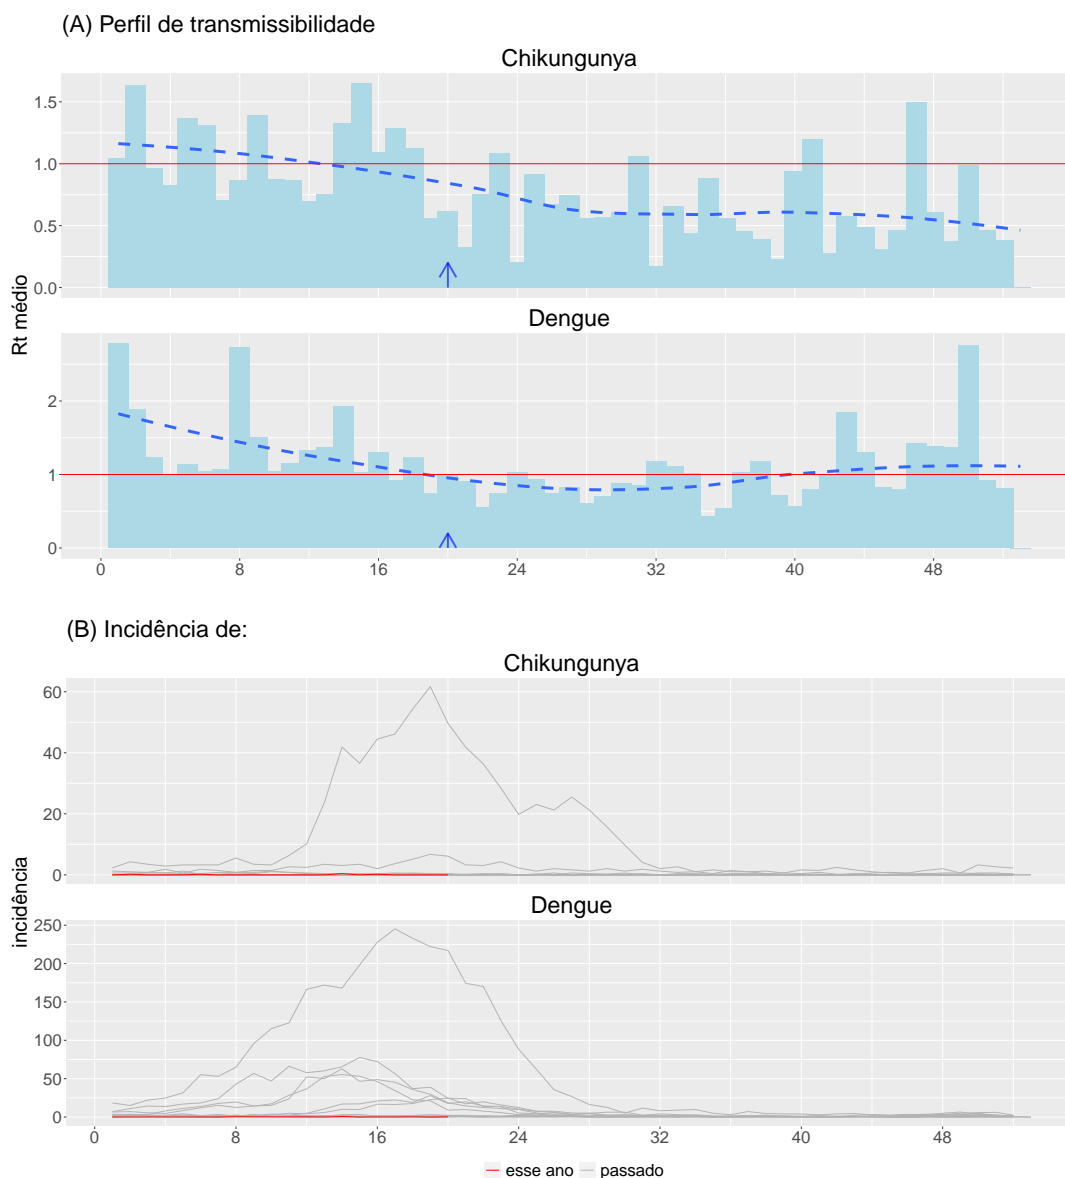 (A) Perfil de transmissibilidade
Chikungunya
1.5
1.0
0.5
0.0
Rt médio
Dengue
2
1
0
0 8 16 24 32 40 48
(B) Incidência de:
Chikungunya
60
40
20
0
incidência
Dengue
250
200
150
100
50
0
0 8 16 24 32 40 48
esse ano passado